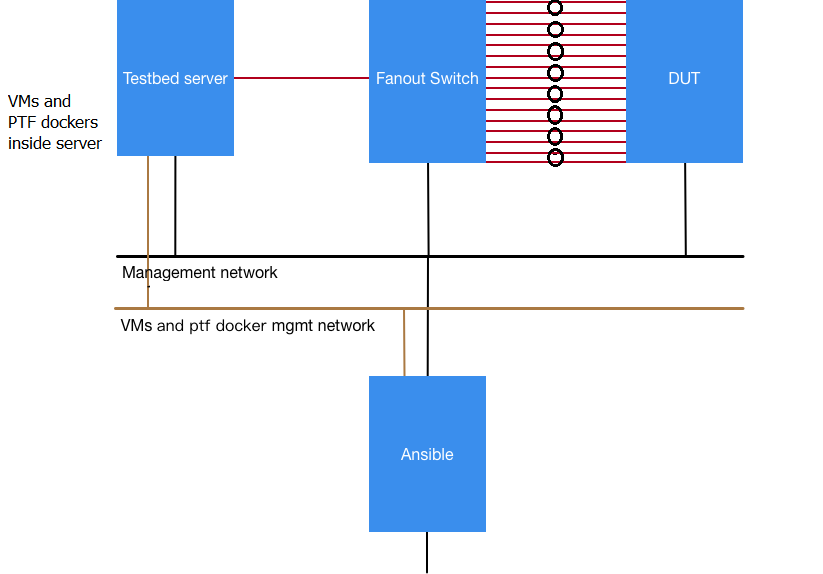 Testbed server
Fanout Switch
DUT
VMs and
PTF dockers
inside server
Management network
VMs and ptf docker mgmt network
Ansible